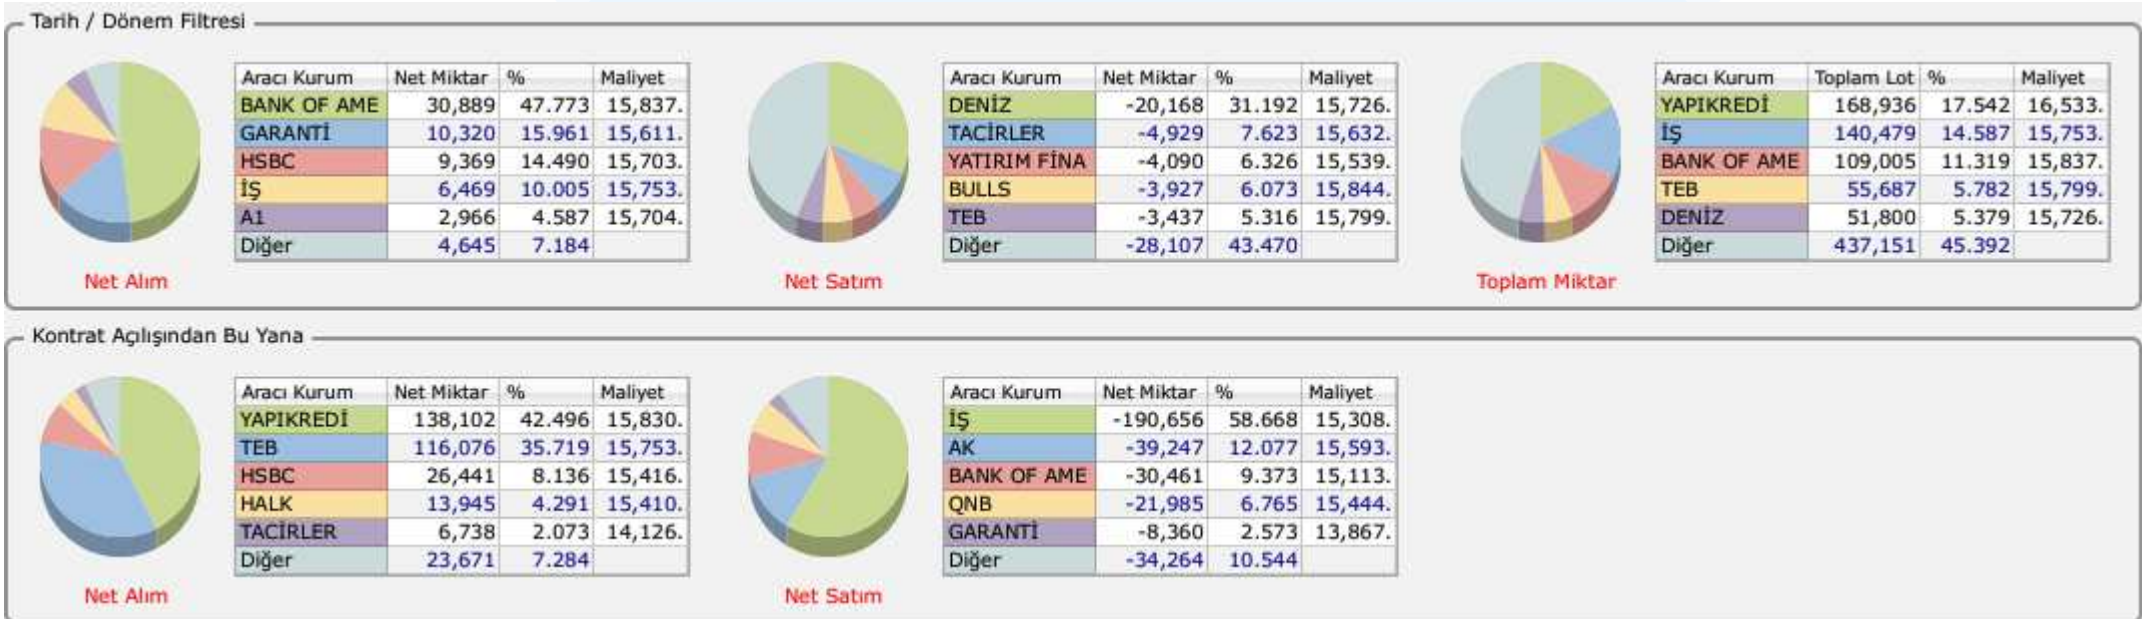 Tarih / Dönem Filtresi
Aracı Kurum Net Miktar % Maliyet
BANK OF AME 30,889 47.773 15,837.
GARANTİ 10,320 15.961 15,611.
HSBC 9,369 14.490 15,703.
İŞ 6,469 10.005 15,753.
A1 2,966 4.587 15,704.
Diğer 4,645 7.184
Net Alım
Aracı Kurum Net Miktar % Maliyet
DENİZ -20,168 31.192 15,726.
TACİRLER -4,929 7.623 15,632.
YATIRIM FİNA -4,090 6.326 15,539.
BULLS -3,927 6.073 15,844.
TEB -3,437 5.316 15,799.
Diğer -28,107 43.470
Net Satım
Aracı Kurum Toplam Lot % Maliyet
YAPIKREDİ 168,936 17.542 16,533.
İŞ 140,479 14.587 15,753.
BANK OF AME 109,005 11.319 15,837.
TEB 55,687 5.782 15,799.
DENİZ 51,800 5.379 15,726.
Diğer 437,151 45.392
Toplam Miktar
Kontrat Açılışından Bu Yana
Aracı Kurum Net Miktar % Maliyet
YAPIKREDİ 138,102 42.496 15,830.
TEB 116,076 35.719 15,753.
HSBC 26,441 8.136 15,416.
HALK 13,945 4.291 15,410.
TACİRLER 6,738 2.073 14,126.
Diğer 23,671 7.284
Net Alım
Aracı Kurum Net Miktar % Maliyet
İŞ -190,656 58.668 15,308.
AK -39,247 12.077 15,593.
BANK OF AME -30,461 9.373 15,113.
QNB -21,985 6.765 15,444.
GARANTİ -8,360 2.573 13,867.
Diğer -34,264 10.544
Net Satım